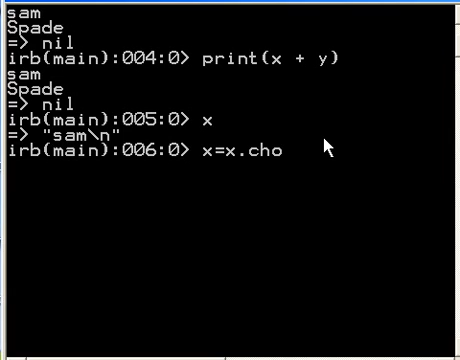 sam
Spade
=> nil
irb(main):004:0> print(x + y)
sam
Spade
=> nil
irb(main):005:0> x
=> "sam\n"
irb(main):006:0> x=x.cho